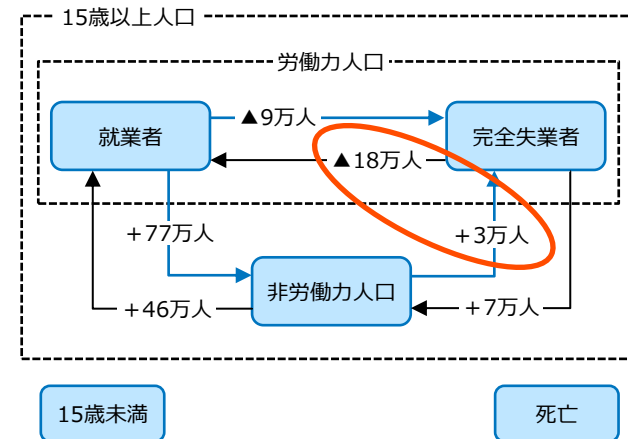 15歳以上人口
労働力人口
就業者
▲9万人
完全失業者
▲18万人
+77万人
+3万人
非労働力人口
+46万人
+7万人
15歳未満
死亡